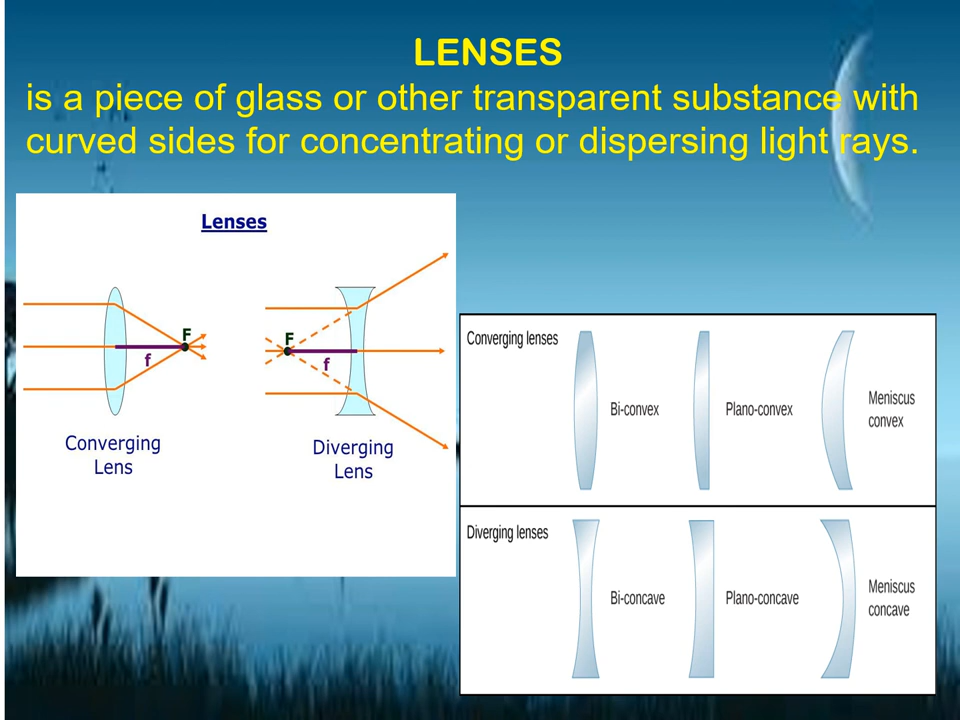 LENSES
is a piece of glass or other transparent substance with
curved sides for concentrating or dispersing light rays.
Lenses
F
f
Converging
Lens
F
f
Diverging
Lens
Converging lenses
Bi-convex
Plano-convex
Meniscus
convex
Diverging lenses
Bi-concave
Plano-concave
Meniscus
concave